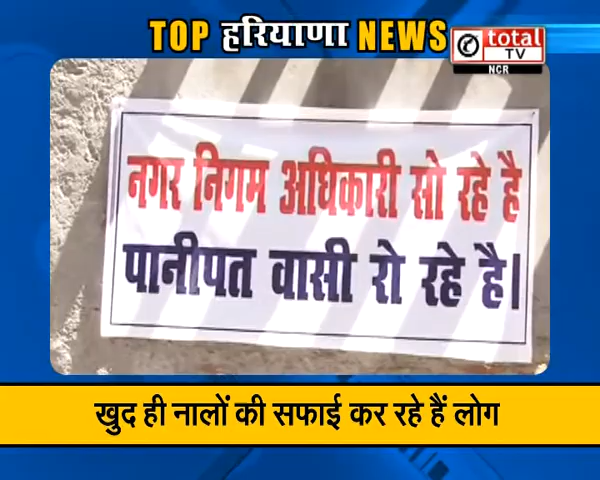 TOP हरियाणा NEWS
total
TV
NCR
नगर निगम अधिकारी सो रहे है
पानीपत वासी रो रहे है।
खुद ही नालों की सफाई कर रहे हैं लोग